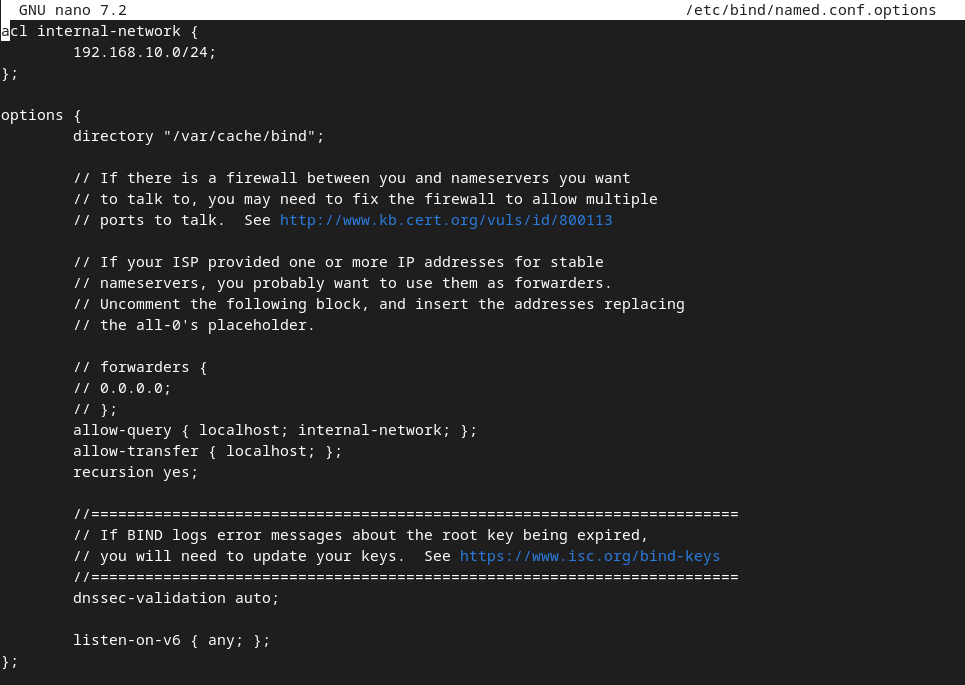 GNU nano 7.2 /etc/bind/named.conf.options
acl internal-network {
192.168.10.0/24;
};
options {
directory "/var/cache/bind";
// If there is a firewall between you and nameservers you want
// to talk to, you may need to fix the firewall to allow multiple
// ports to talk.  See http://www.kb.cert.org/vuls/id/800113
// If your ISP provided one or more IP addresses for stable
// nameservers, you probably want to use them as forwarders.
// Uncomment the following block, and insert the addresses replacing
// the all-0's placeholder.
// forwarders {
// 0.0.0.0;
// };
allow-query { localhost; internal-network; };
allow-transfer { localhost; };
recursion yes;
//========================================================================
// If BIND logs error messages about the root key being expired,
// you will need to update your keys.  See https://www.isc.org/bind-keys
//========================================================================
dnssec-validation auto;
listen-on-v6 { any; };
};